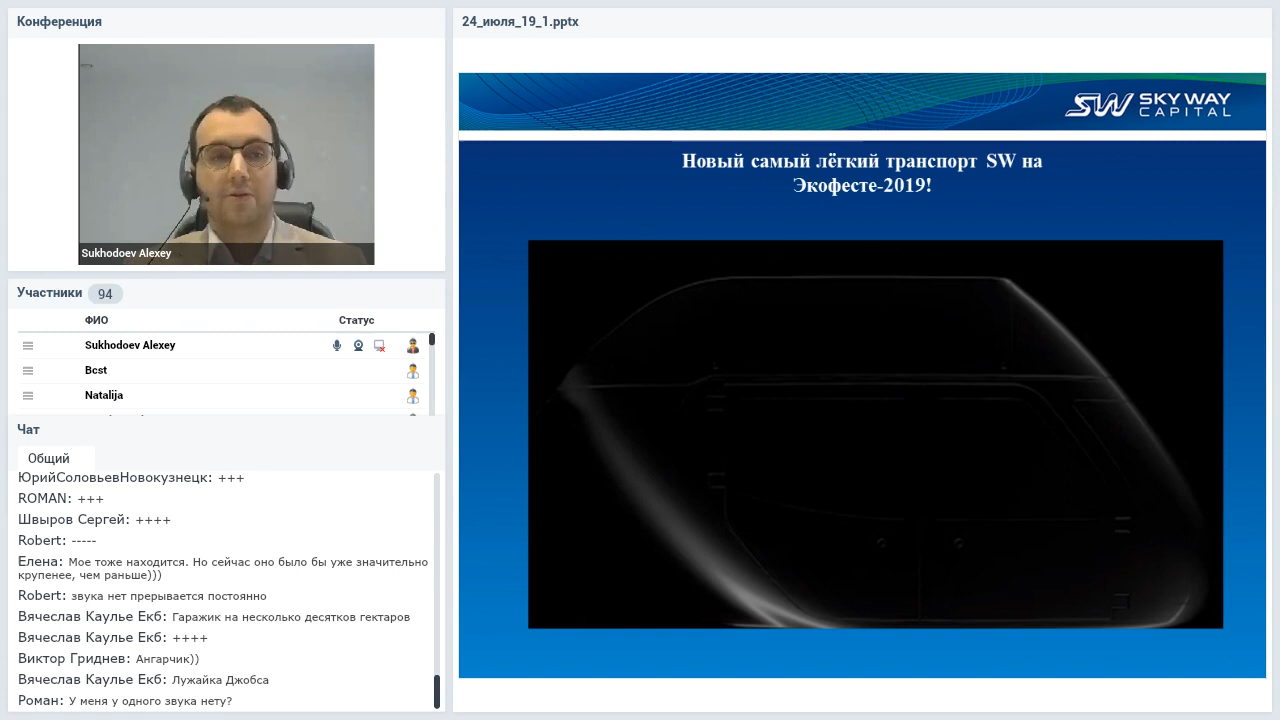 Конференция
Sukhodoev Alexey
Участники 94
ФИО Статус
Sukhodoev Alexey
Bcst
Natalija
Чат
Общий
ЮрийСоловьевНовокузнецк: +++
ROMAN: +++
Швыров Сергей: ++++
Robert: -----
Елена: Мое тоже находится. Но сейчас оно было бы уже значительно
крупенее, чем раньше)))
Robert: звука нет прерывается постоянно
Вячеслав Каулье Екб: Гаражик на несколько десятков гектаров
Вячеслав Каулье Екб: ++++
Виктор Гриднев: Ангарчик))
Вячеслав Каулье Екб: Лужайка Джобса
Роман: У меня у одного звука нету?
24_июля_19_1.pptx
SW SKY WAY
CAPITAL
Новый самый лёгкий транспорт SW на
Экофесте-2019!